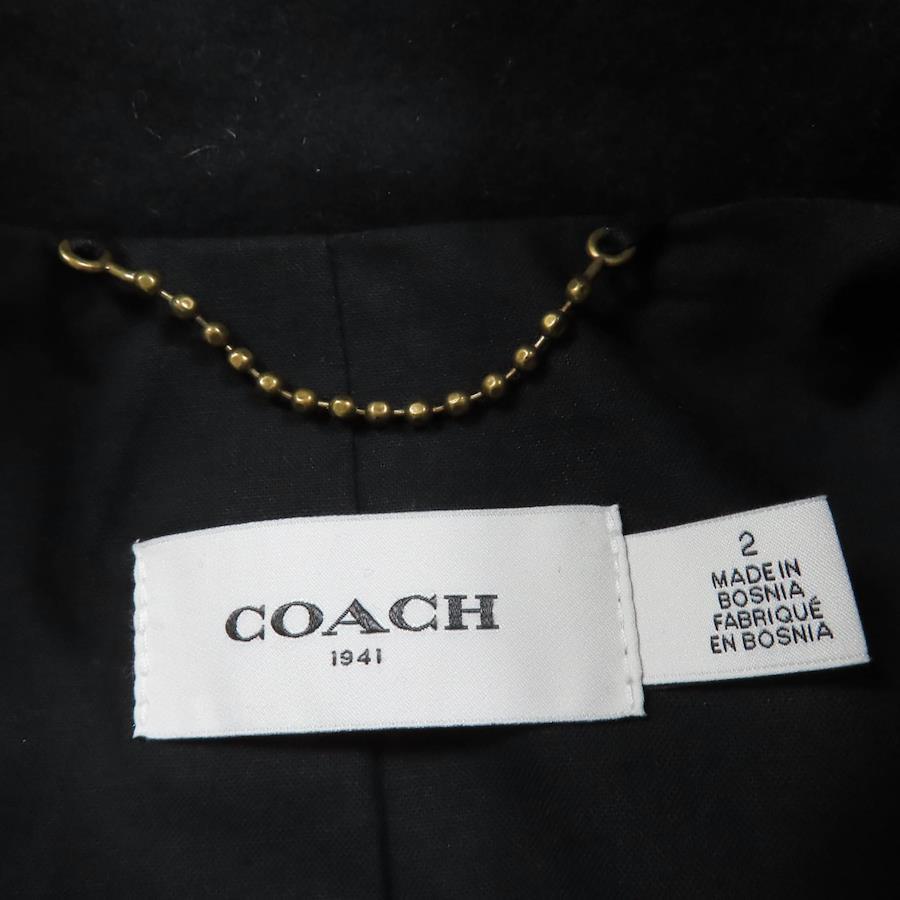 COACH
1941
2
MADE IN
BOSNIA
FABRIQUÉ
EN BOSNIA